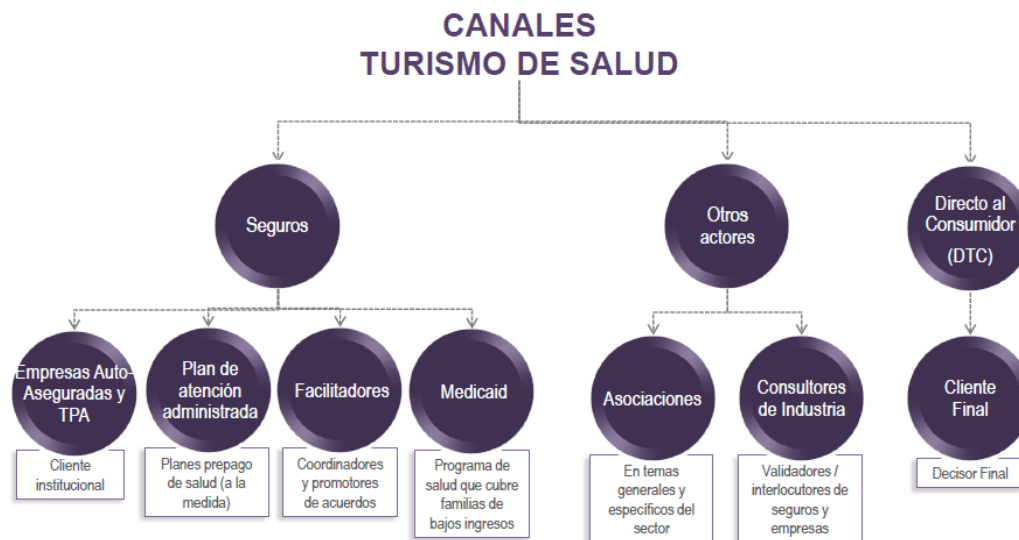 CANALES
TURISMO DE SALUD
Seguros
Otros
actores
Directo al
Consumidor
(DTC)
Empresas Auto-
Aseguradas y
TPA
Plan de
atención
administrada
Facilitadores
Medicaid
Asociaciones
Consultores
de Industria
Cliente
Final
Cliente
institucional
Planes prepago
de salud (a la
medida)
Coordinadores
y promotores
de acuerdos
Programa de
salud que cubre
familias de
bajos ingresos
En temas
generales y
específicos del
sector
Validadores /
interlocutores de
seguros y
empresas
Decisor Final